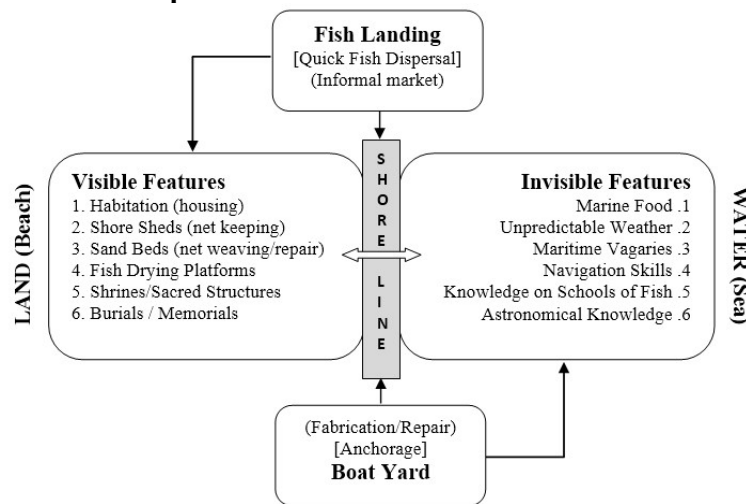 Fish Landing
[Quick Fish Dispersal]
(Informal market)
LAND (Beach)
Visible Features
1. Habitation (housing)
2. Shore Sheds (net keeping)
3. Sand Beds (net weaving/repair)
4. Fish Drying Platforms
5. Shrines/Sacred Structures
6. Burials / Memorials
SHORE LINE
Invisible Features
Marine Food .1
Unpredictable Weather .2
Maritime Vagaries .3
Navigation Skills .4
Knowledge on Schools of Fish .5
Astronomical Knowledge .6
WATER (Sea)
(Fabrication/Repair)
[Anchorage]
Boat Yard